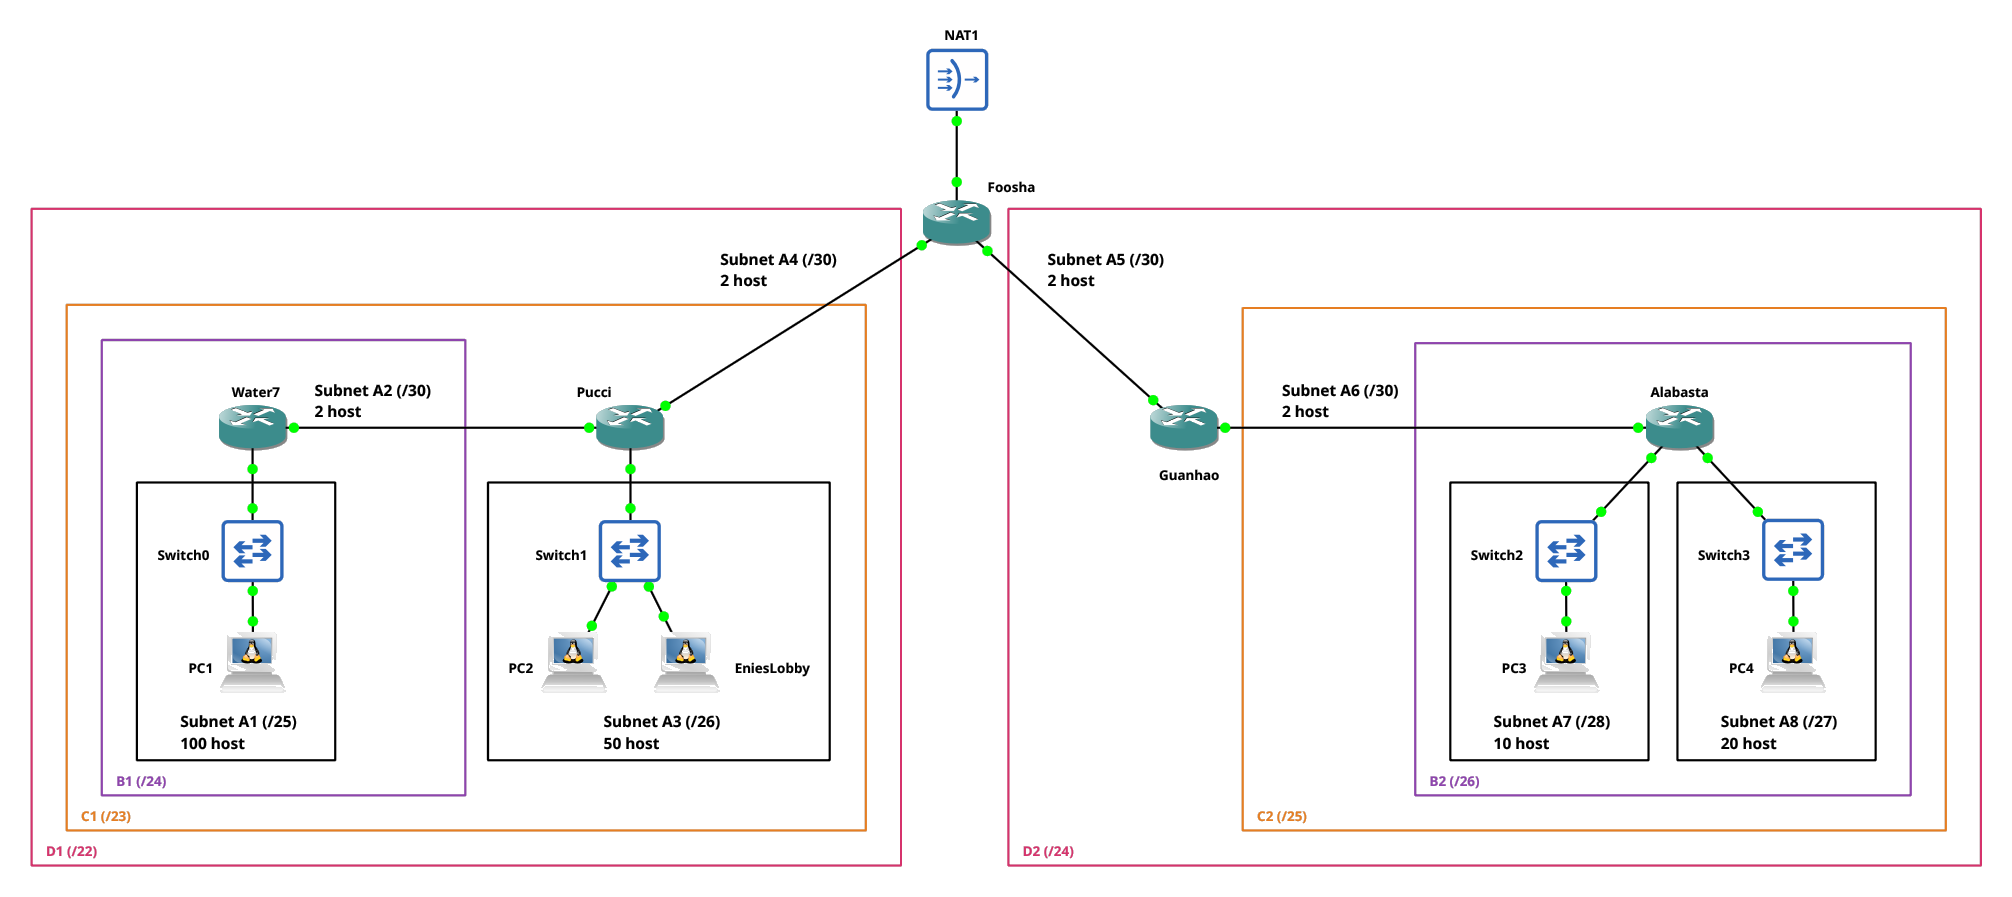 NAT1
Foosha
Subnet A4 (/30)
2 host
Subnet A5 (/30)
2 host
Water7
Subnet A2 (/30)
2 host
Pucci
Subnet A6 (/30)
2 host
Alabasta
Guanhao
Switch0
Switch1
Switch2
Switch3
PC1
PC2
EniesLobby
PC3
PC4
Subnet A1 (/25)
100 host
Subnet A3 (/26)
50 host
Subnet A7 (/28)
10 host
Subnet A8 (/27)
20 host
B1 (/24)
B2 (/26)
C1 (/23)
C2 (/25)
D1 (/22)
D2 (/24)